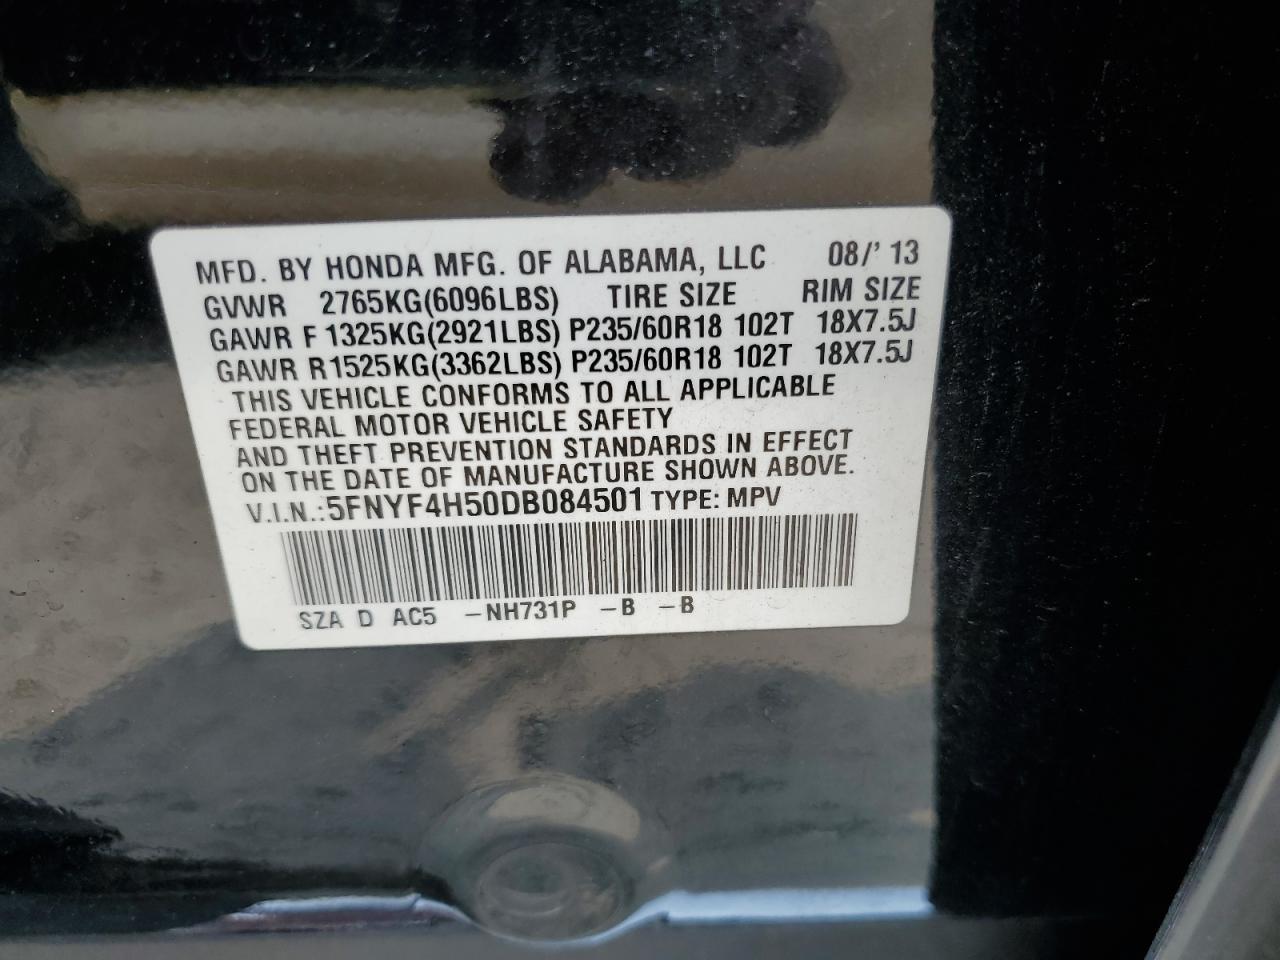 MFD. BY HONDA MFG. OF ALABAMA, LLC 08/' 13
GVWR 2765KG(6096LBS) TIRE SIZE RIM SIZE
GAWR F 1325KG(2921LBS) P235/60R18 102T 18X7.5J
GAWR R1525KG(3362LBS) P235/60R18 102T 18X7.5J
THIS VEHICLE CONFORMS TO ALL APPLICABLE
FEDERAL MOTOR VEHICLE SAFETY
AND THEFT PREVENTION STANDARDS IN EFFECT
ON THE DATE OF MANUFACTURE SHOWN ABOVE.
V.I.N.:5FNYF4H50DB084501 TYPE: MPV
SZA D AC5 -NH731P -B -B